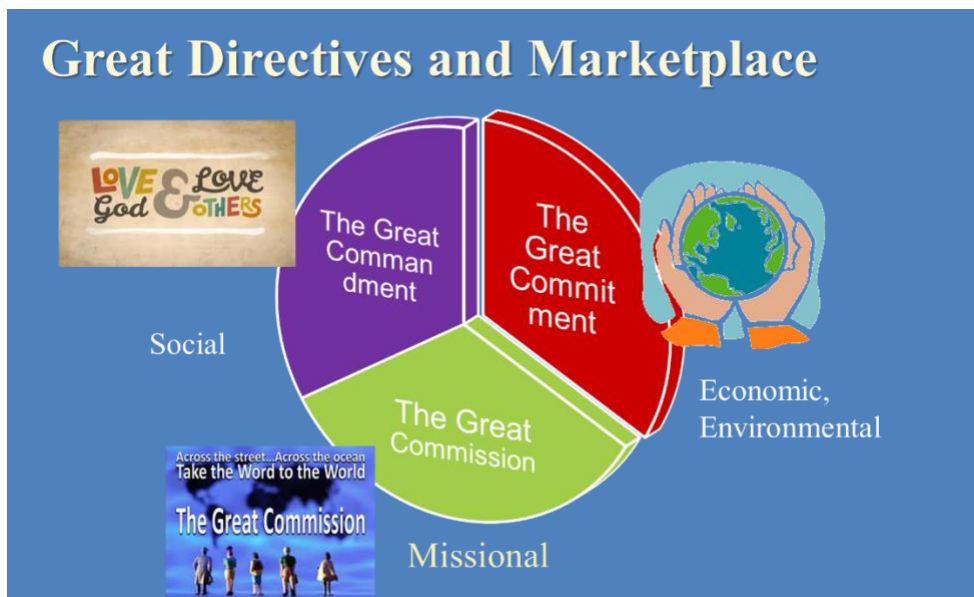 Great Directives and Marketplace
LOVE & LOVE
God OTHERS
The Great
Comman
dment
The
Great
Commit
ment
Social
Economic,
Environmental
The Great
Commission
Across the street...Across the ocean
Take the Word to the World
The Great Commission
Missional